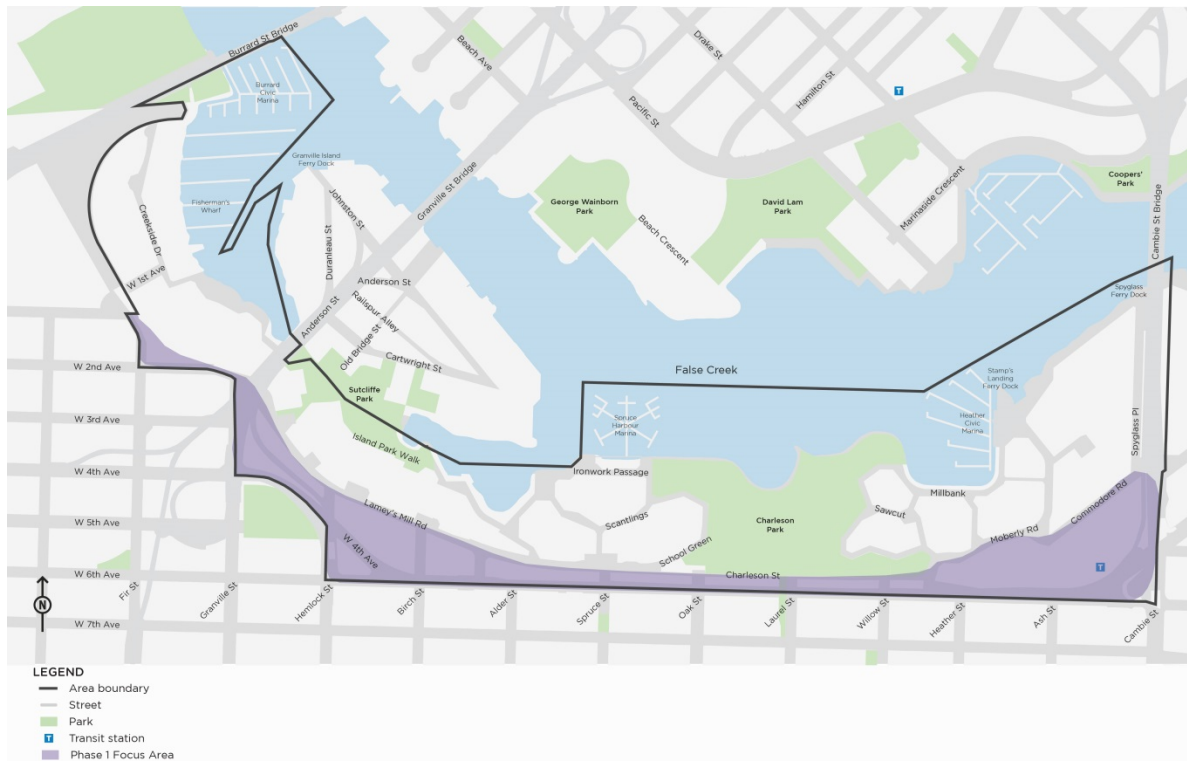 Burrard St Bridge
Beach Ave
Drake St
Hamilton St
T
Burrard
Civic
Marina
Pacific St
Granville Island
Ferry Dock
Granville St Bridge
Johnston St
Fisherman's
Wharf
Creekside Dr
Duranleau St
George Wainborn
Park
Beach Crescent
David Lam
Park
Marinaside Crescent
Coopers'
Park
Cambie St Bridge
W 1st Ave
Anderson St
Anderson St
Railspur Alley
Old Bridge St
Cartwright St
Spyglass
Ferry Dock
False Creek
W 2nd Ave
Sutcliffe
Park
Stamp's
Landing
Ferry Dock
Spruce
Harbour
Marina
Heather
Civic
Marina
Spyglass Pl
W 3rd Ave
Island Park Walk
W 4th Ave
Ironwork Passage
Millbank
Commodore Rd
Lamey's Mill Rd
Scantlings
Charleson
Park
Sawcut
Moberly Rd
W 5th Ave
W 4th Ave
School Green
W 6th Ave
Charleson St
T
N
Fir St
Granville St
Hemlock St
Birch St
Alder St
Spruce St
Oak St
Laurel St
Willow St
Heather St
Ash St
Cambie St
W 7th Ave
LEGEND
Area boundary
Street
Park
T Transit station
Phase 1 Focus Area